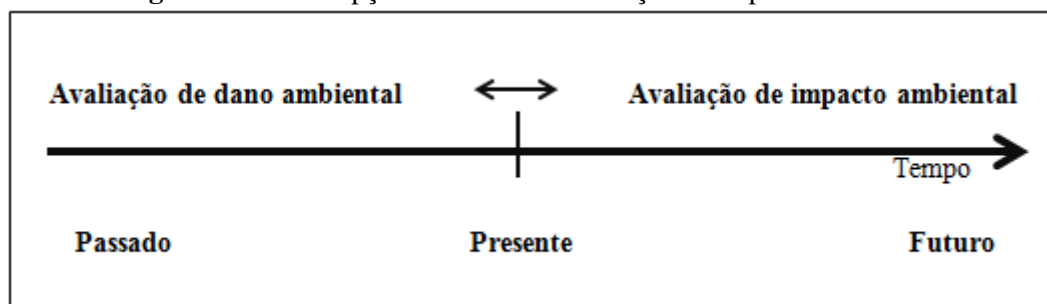 Avaliação de dano ambiental
Avaliação de impacto ambiental
Tempo
Passado
Presente
Futuro